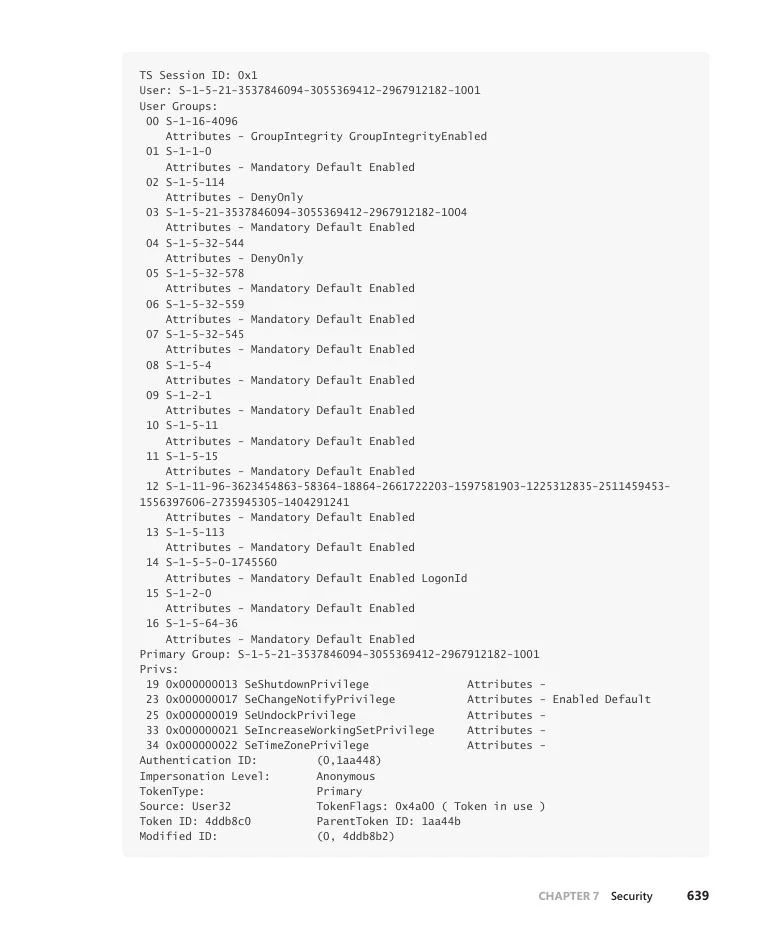 TS Session ID: 0x1
User: S-1-5-21-3537846094-3055369412-2967912182-1001
User Groups:
 00 S-1-16-4096
    Attributes - GroupIntegrity GroupIntegrityEnabled
 01 S-1-1-0
    Attributes - Mandatory Default Enabled
 02 S-1-5-114
    Attributes - DenyOnly
 03 S-1-5-21-3537846094-3055369412-2967912182-1004
    Attributes - Mandatory Default Enabled
 04 S-1-5-32-544
    Attributes - DenyOnly
 05 S-1-5-32-578
    Attributes - Mandatory Default Enabled
 06 S-1-5-32-559
    Attributes - Mandatory Default Enabled
 07 S-1-5-32-545
    Attributes - Mandatory Default Enabled
 08 S-1-5-4
    Attributes - Mandatory Default Enabled
 09 S-1-2-1
    Attributes - Mandatory Default Enabled
 10 S-1-5-11
    Attributes - Mandatory Default Enabled
 11 S-1-5-15
    Attributes - Mandatory Default Enabled
 12 S-1-11-96-3623454863-58364-18864-2661722203-1597581903-1225312835-2511459453-
1556397606-2735945305-1404291241
    Attributes - Mandatory Default Enabled
 13 S-1-5-113
    Attributes - Mandatory Default Enabled
 14 S-1-5-5-0-1745560
    Attributes - Mandatory Default Enabled LogonId
 15 S-1-2-0
    Attributes - Mandatory Default Enabled
 16 S-1-5-64-36
    Attributes - Mandatory Default Enabled
Primary Group: S-1-5-21-3537846094-3055369412-2967912182-1001
Privs:
 19 0x000000013 SeShutdownPrivilege               Attributes -
 23 0x000000017 SeChangeNotifyPrivilege           Attributes - Enabled Default
 25 0x000000019 SeUndockPrivilege                 Attributes -
 33 0x000000021 SeIncreaseWorkingSetPrivilege     Attributes -
 34 0x000000022 SeTimeZonePrivilege               Attributes -
Authentication ID:         (0,1aa448)
Impersonation Level:       Anonymous
TokenType:                 Primary
Source: User32             TokenFlags: 0x4a00 ( Token in use )
Token ID: 4ddb8c0          ParentToken ID: 1aa44b
Modified ID:               (0, 4ddb8b2)
CHAPTER 7 Security 639